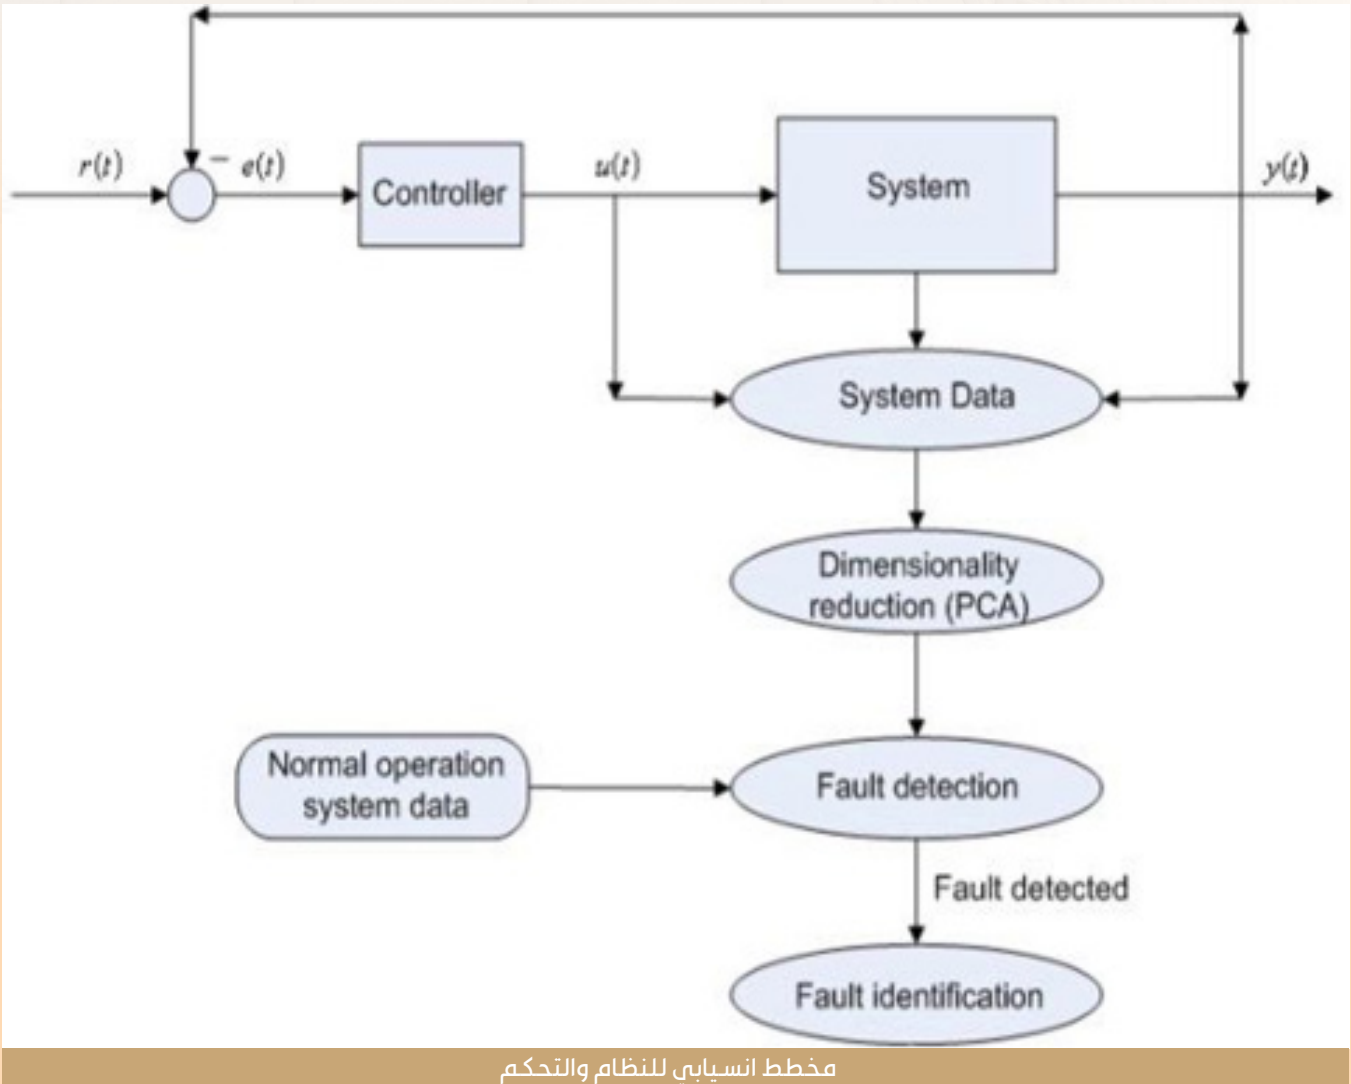 r(t)
− e(t)
Controller
u(t)
System
y(t)
System Data
Dimensionality
reduction (PCA)
Normal operation
system data
Fault detection
Fault detected
Fault identification
مخطط انسيابي للنظام والتحكم